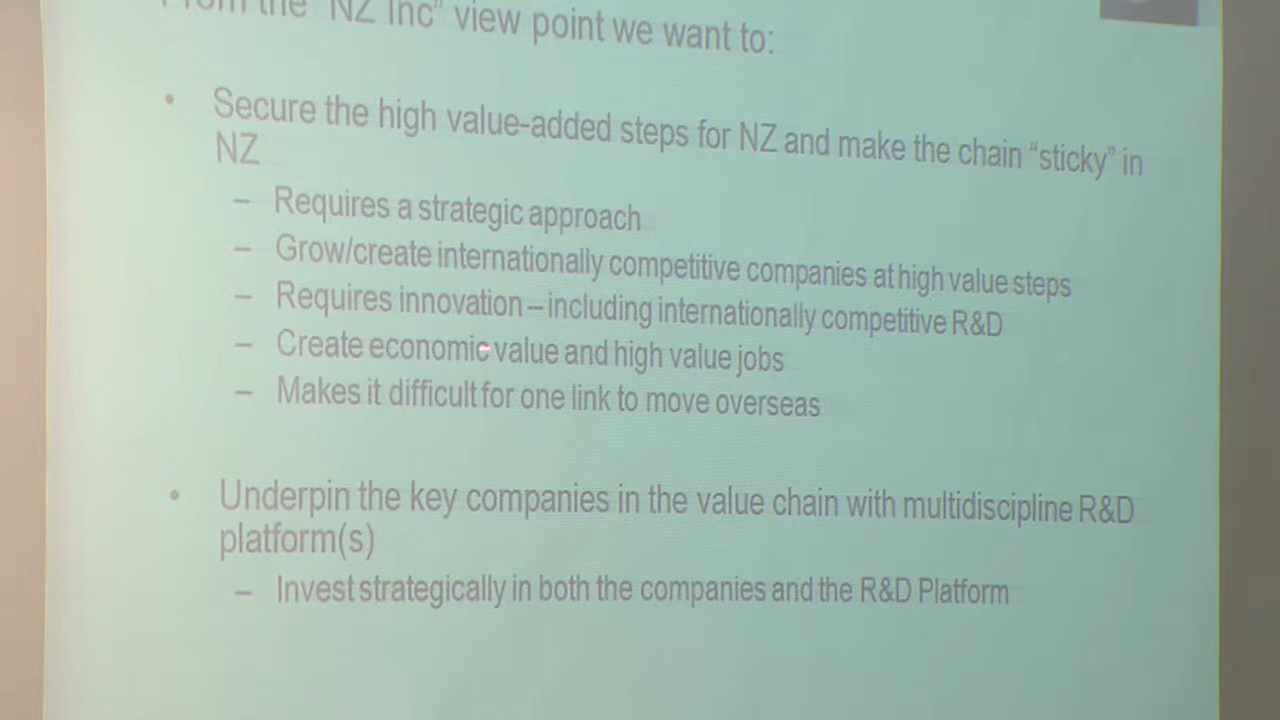 From the "NZ Inc" view point we want to:
• Secure the high value-added steps for NZ and make the chain “sticky” in
NZ
– Requires a strategic approach
– Grow/create internationally competitive companies at high value steps
– Requires innovation – including internationally competitive R&D
– Create economic value and high value jobs
– Makes it difficult for one link to move overseas
• Underpin the key companies in the value chain with multidiscipline R&D
platform(s)
– Invest strategically in both the companies and the R&D Platform